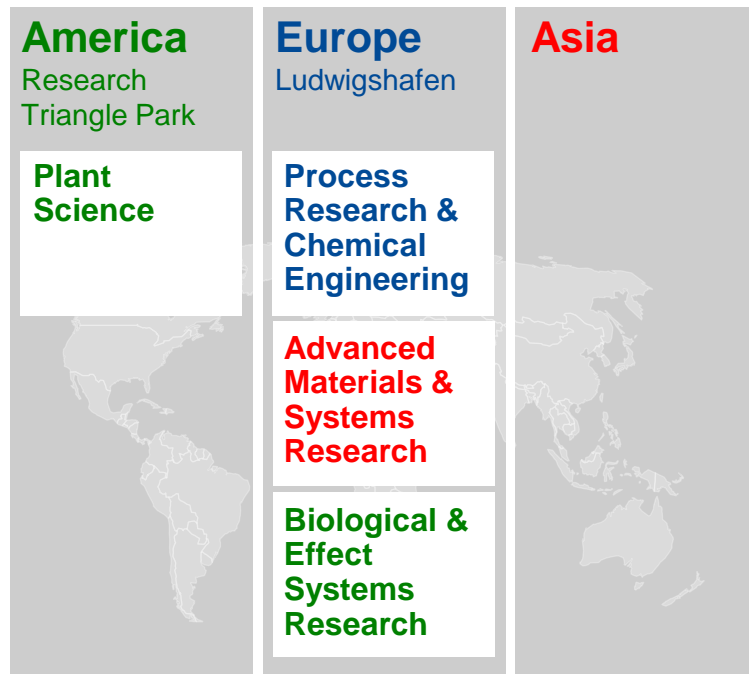 America
Research
Triangle Park
Plant
Science
Europe
Ludwigshafen
Process
Research &
Chemical
Engineering
Advanced
Materials &
Systems
Research
Biological &
Effect
Systems
Research
Asia